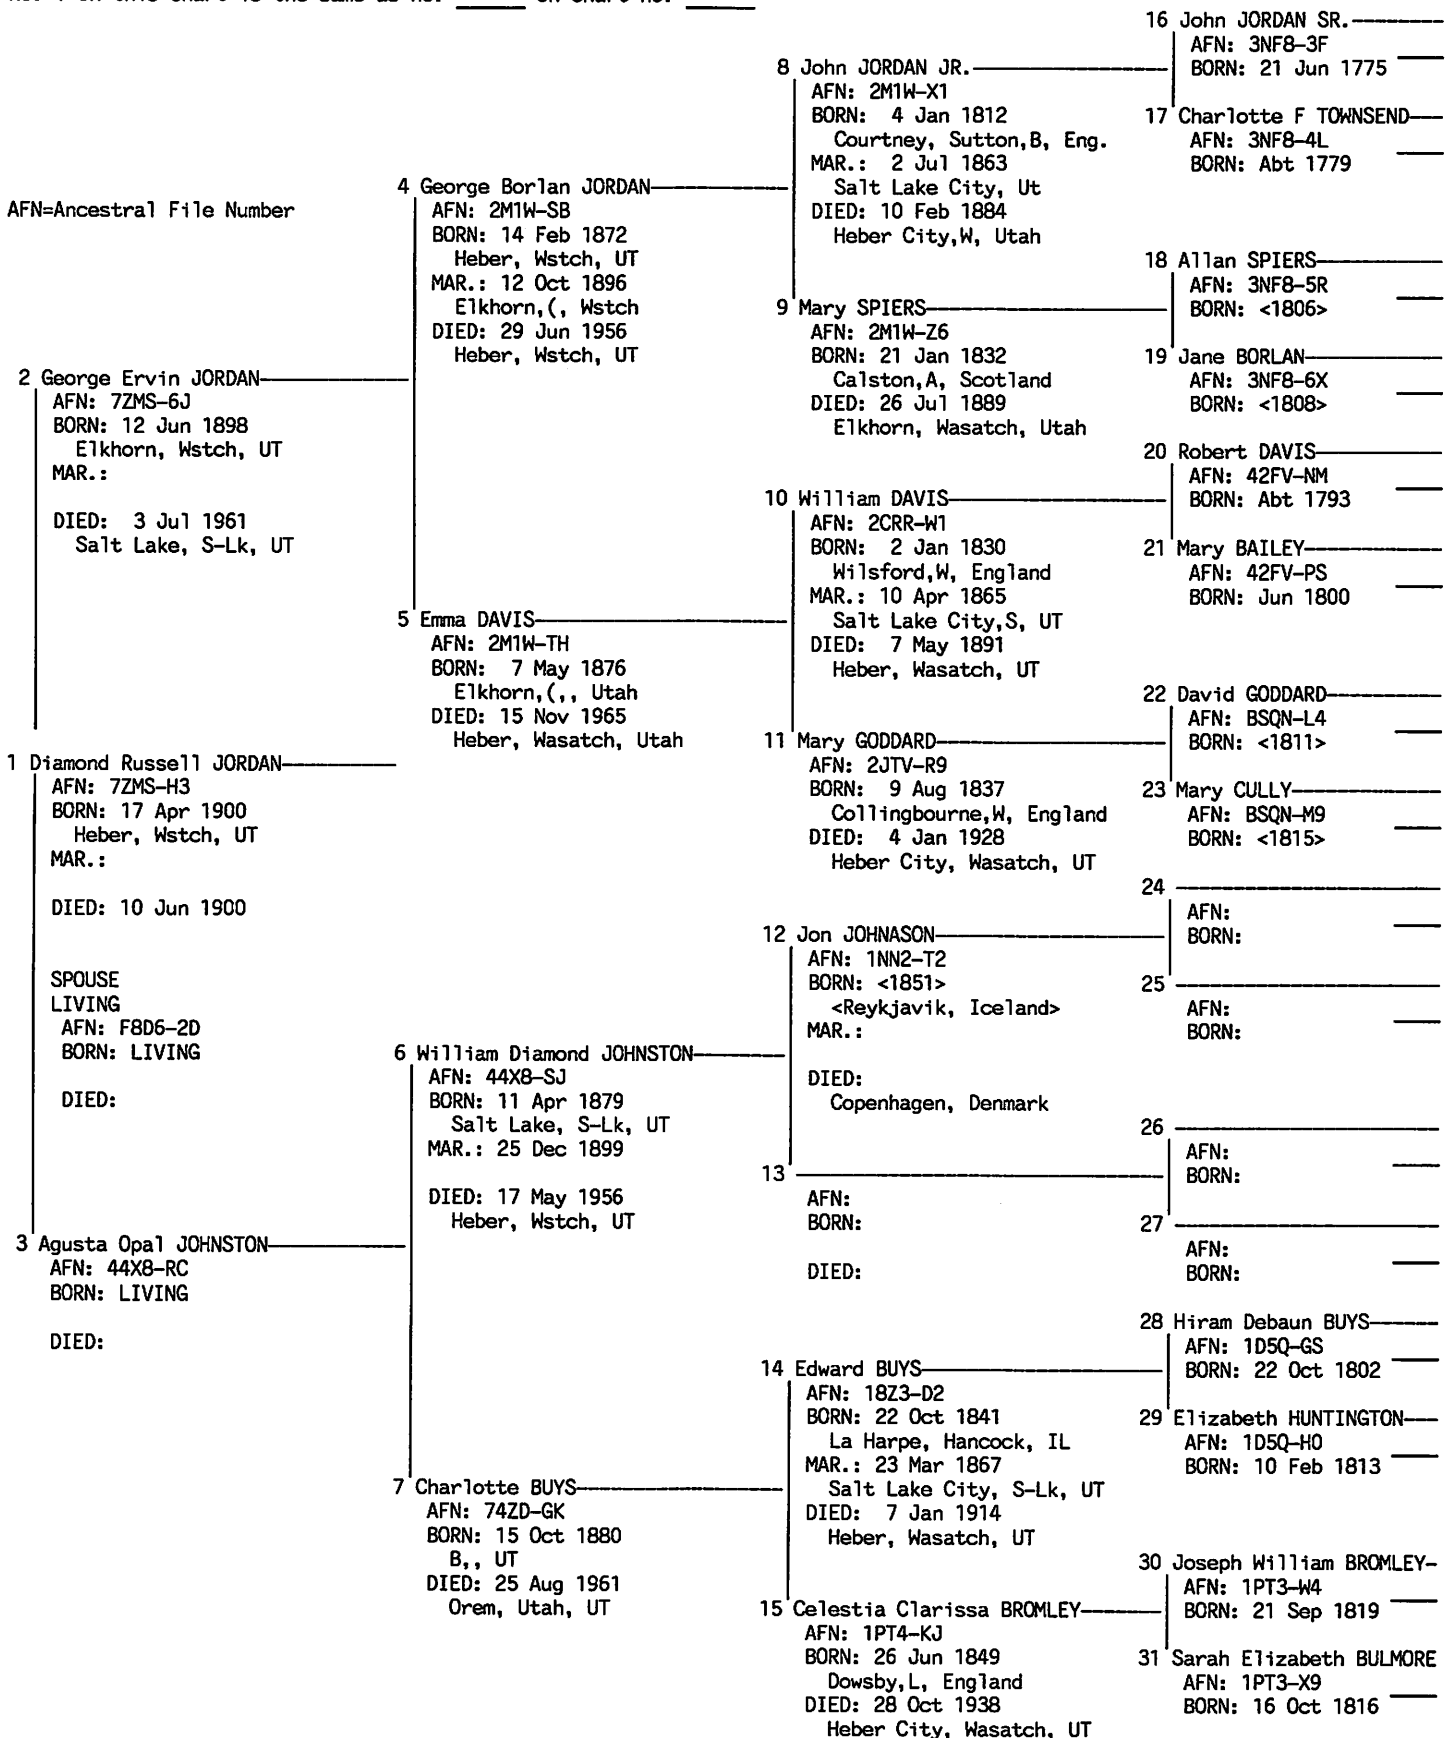 AFN=Ancestral File Number
1 Diamond Russell JORDAN
AFN: 7ZMS-H3
BORN: 17 Apr 1900
Heber, Wstch, UT
MAR.:
DIED: 10 Jun 1900
SPOUSE
LIVING
AFN: F8D6-2D
BORN: LIVING
DIED:
2 George Ervin JORDAN
AFN: 7ZMS-6J
BORN: 12 Jun 1898
Elkhorn, Wstch, UT
MAR.:
DIED: 3 Jul 1961
Salt Lake, S-Lk, UT
3 Agusta Opal JOHNSTON
AFN: 44X8-RC
BORN: LIVING
DIED:
4 George Borlan JORDAN
AFN: 2M1W-SB
BORN: 14 Feb 1872
Heber, Wstch, UT
MAR.: 12 Oct 1896
Elkhorn,(, Wstch
DIED: 29 Jun 1956
Heber, Wstch, UT
5 Emma DAVIS
AFN: 2M1W-TH
BORN: 7 May 1876
Elkhorn,(,, Utah
DIED: 15 Nov 1965
Heber, Wasatch, Utah
6 William Diamond JOHNSTON
AFN: 44X8-SJ
BORN: 11 Apr 1879
Salt Lake, S-Lk, UT
MAR.: 25 Dec 1899
DIED: 17 May 1956
Heber, Wstch, UT
7 Charlotte BUYS
AFN: 74ZD-GK
BORN: 15 Oct 1880
B,, UT
DIED: 25 Aug 1961
Orem, Utah, UT
8 John JORDAN JR.
AFN: 2M1W-X1
BORN: 4 Jan 1812
Courtney, Sutton,B, Eng.
MAR.: 2 Jul 1863
Salt Lake City, Ut
DIED: 10 Feb 1884
Heber City,W, Utah
9 Mary SPIERS
AFN: 2M1W-Z6
BORN: 21 Jan 1832
Calston,A, Scotland
DIED: 26 Jul 1889
Elkhorn, Wasatch, Utah
10 William DAVIS
AFN: 2CRR-W1
BORN: 2 Jan 1830
Wilsford,W, England
MAR.: 10 Apr 1865
Salt Lake City,S, UT
DIED: 7 May 1891
Heber, Wasatch, UT
11 Mary GODDARD
AFN: 2JTV-R9
BORN: 9 Aug 1837
Collingbourne,W, England
DIED: 4 Jan 1928
Heber City, Wasatch, UT
12 Jon JOHNASON
AFN: 1NN2-T2
BORN: <1851>
<Reykjavik, Iceland>
MAR.:
DIED:
Copenhagen, Denmark
13
AFN:
BORN:
DIED:
14 Edward BUYS
AFN: 18Z3-D2
BORN: 22 Oct 1841
La Harpe, Hancock, IL
MAR.: 23 Mar 1867
Salt Lake City, S-Lk, UT
DIED: 7 Jan 1914
Heber, Wasatch, UT
15 Celestia Clarissa BROMLEY
AFN: 1PT4-KJ
BORN: 26 Jun 1849
Dowsby,L, England
DIED: 28 Oct 1938
Heber City, Wasatch, UT
16 John JORDAN SR.
AFN: 3NF8-3F
BORN: 21 Jun 1775
17 Charlotte F TOWNSEND
AFN: 3NF8-4L
BORN: Abt 1779
18 Allan SPIERS
AFN: 3NF8-5R
BORN: <1806>
19 Jane BORLAN
AFN: 3NF8-6X
BORN: <1808>
20 Robert DAVIS
AFN: 42FV-NM
BORN: Abt 1793
21 Mary BAILEY
AFN: 42FV-PS
BORN: Jun 1800
22 David GODDARD
AFN: BSQN-L4
BORN: <1811>
23 Mary CULLY
AFN: BSQN-M9
BORN: <1815>
24
AFN:
BORN:
25
AFN:
BORN:
26
AFN:
BORN:
27
AFN:
BORN:
28 Hiram Debaun BUYS
AFN: 1D5Q-GS
BORN: 22 Oct 1802
29 Elizabeth HUNTINGTON
AFN: 1D5Q-H0
BORN: 10 Feb 1813
30 Joseph William BROMLEY
AFN: 1PT3-W4
BORN: 21 Sep 1819
31 Sarah Elizabeth BULMORE
AFN: 1PT3-X9
BORN: 16 Oct 1816